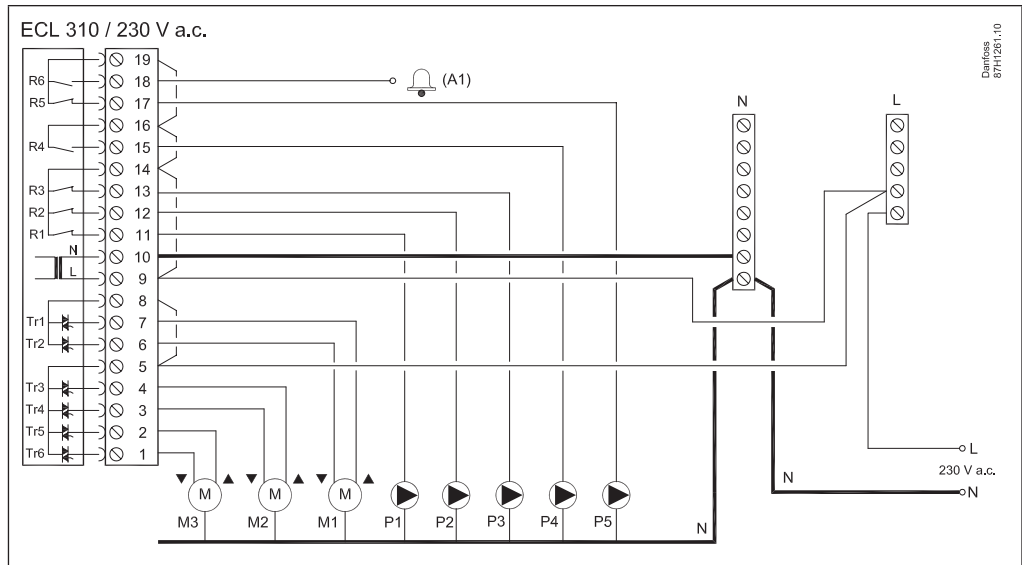 ECL 310 / 230 V a.c.
Danfoss
87H1261.10
19
R6 18 (A1)
R5 17
16
R4 15
14
R3 13
R2 12
R1 11
N 10
L 9
8
Tr1 7
Tr2 6
5
Tr3 4
Tr4 3
Tr5 2
Tr6 1
N L
L
230 V a.c.
N N
M M M
M3 M2 M1 P1 P2 P3 P4 P5 N